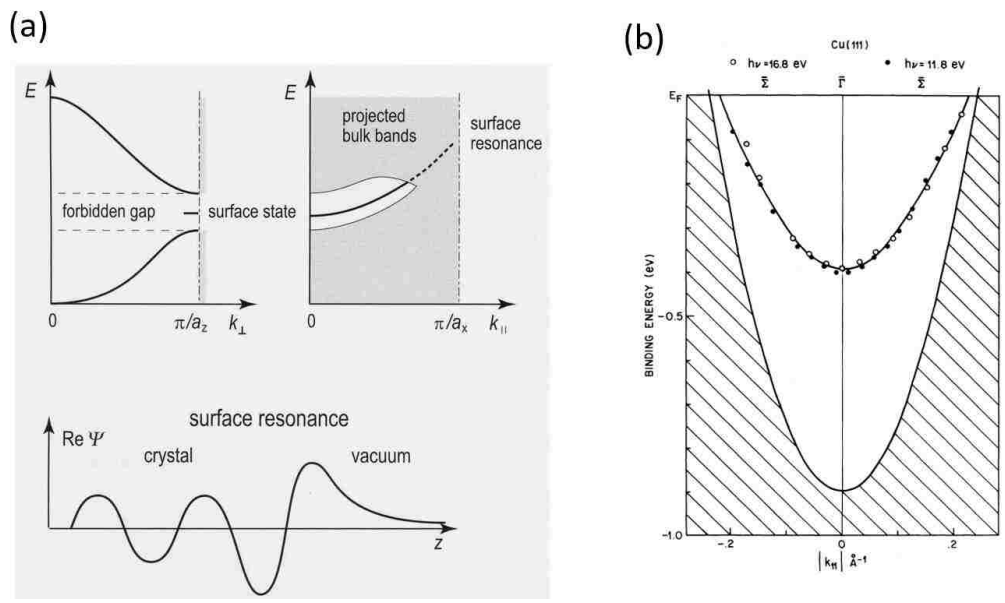 (a)
E
forbidden gap
surface state
0
π/a_z
k_⊥
E
projected
bulk bands
surface
resonance
0
π/a_x
k_||
surface resonance
Re Ψ
crystal
vacuum
z
(b)
Cu(111)
○ hν=16.8 eV
● hν=11.8 eV
Σ̄
Γ̄
Σ̄
E_F
-0.5
-1.0
BINDING ENERGY (eV)
-.2
0
.2
|k_11| Å⁻¹